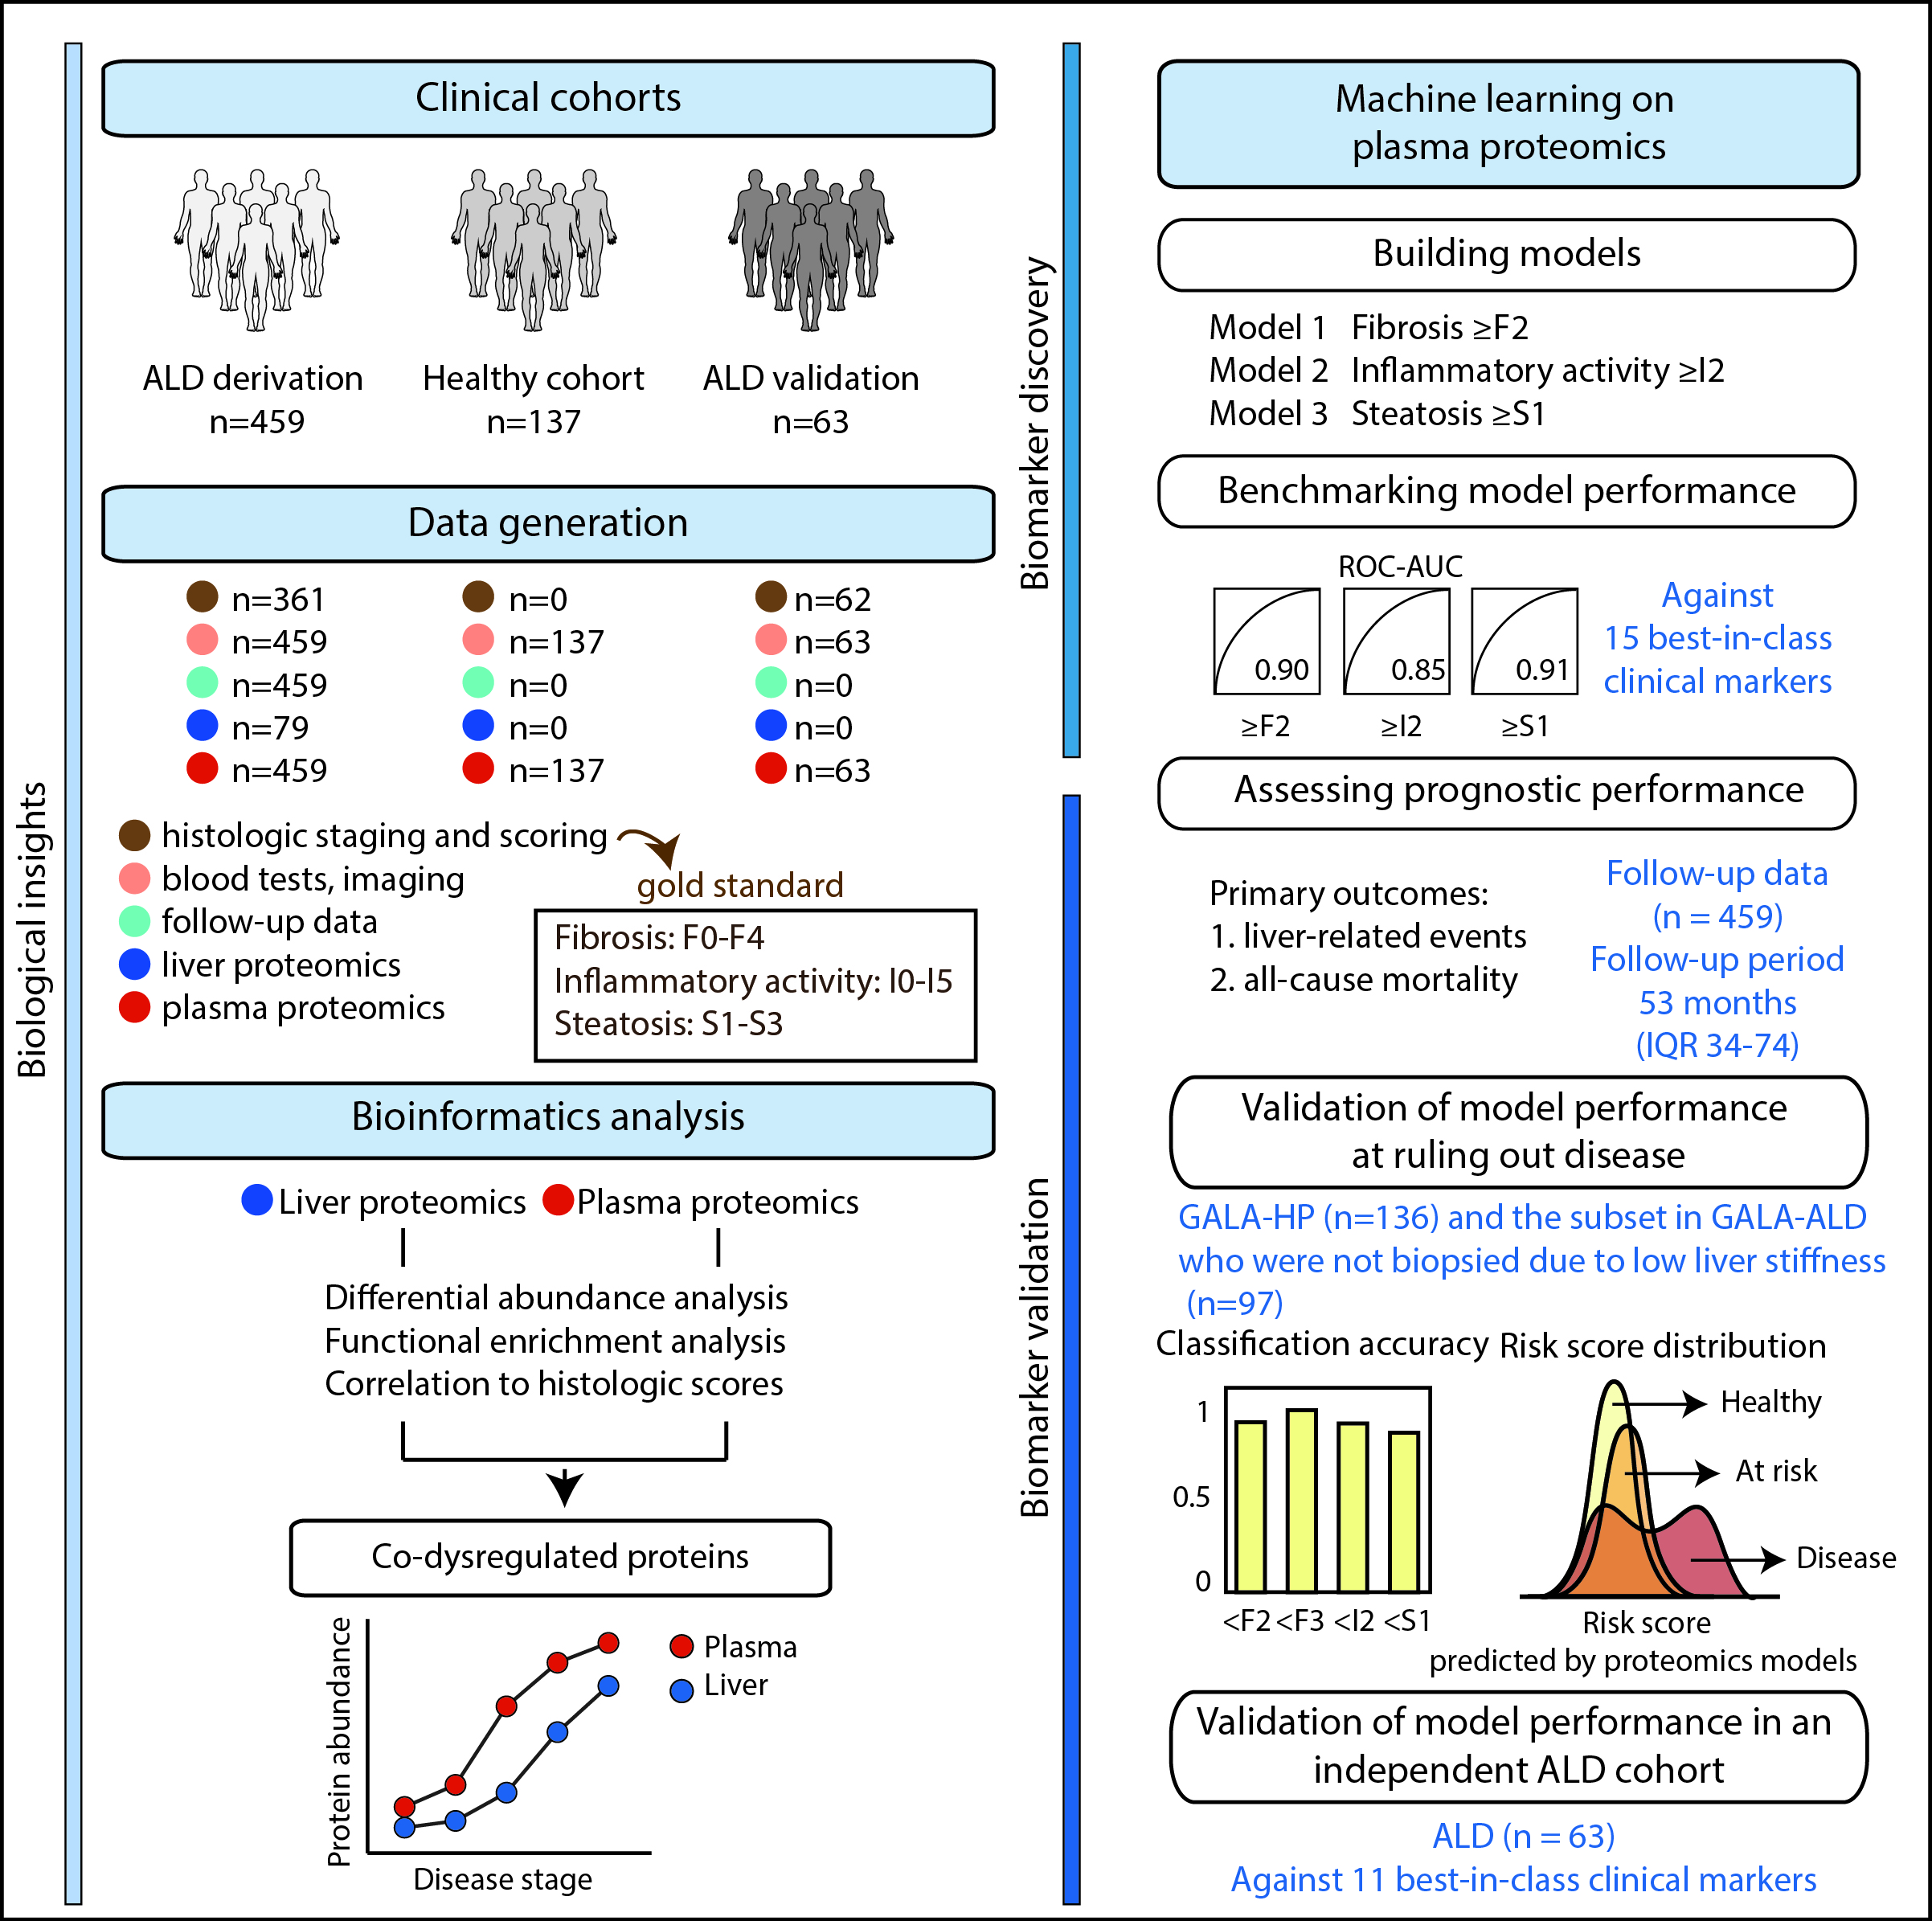 Biological insights
Clinical cohorts
ALD derivation
n=459
Healthy cohort
n=137
ALD validation
n=63
Data generation
n=361
n=459
n=459
n=79
n=459
n=0
n=137
n=0
n=0
n=137
n=62
n=63
n=0
n=0
n=63
histologic staging and scoring
blood tests, imaging
follow-up data
liver proteomics
plasma proteomics
gold standard
Fibrosis: F0-F4
Inflammatory activity: I0-I5
Steatosis: S1-S3
Bioinformatics analysis
Liver proteomics
Plasma proteomics
Differential abundance analysis
Functional enrichment analysis
Correlation to histologic scores
Co-dysregulated proteins
Protein abundance
Plasma
Liver
Disease stage
Biomarker discovery
Machine learning on
plasma proteomics
Building models
Model 1 Fibrosis ≥F2
Model 2 Inflammatory activity ≥I2
Model 3 Steatosis ≥S1
Benchmarking model performance
ROC-AUC
0.90
0.85
0.91
≥F2
≥I2
≥S1
Against
15 best-in-class
clinical markers
Biomarker validation
Assessing prognostic performance
Primary outcomes:
1. liver-related events
2. all-cause mortality
Follow-up data
(n = 459)
Follow-up period
53 months
(IQR 34-74)
Validation of model performance
at ruling out disease
GALA-HP (n=136) and the subset in GALA-ALD
who were not biopsied due to low liver stiffness
(n=97)
Classification accuracy
1
0.5
0
<F2 <F3 <I2 <S1
Risk score distribution
Healthy
At risk
Disease
Risk score
predicted by proteomics models
Validation of model performance in an
independent ALD cohort
ALD (n = 63)
Against 11 best-in-class clinical markers